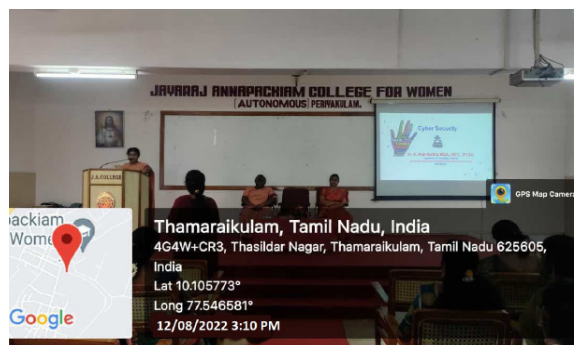 JAYARAJ ANNAPACKIAM COLLEGE FOR WOMEN
(AUTONOMOUS) PERIYAKULAM.
Cyber Security
J.A.COLLEGE
GPS Map Camera
ackiam
Wome
Google
Thamaraikulam, Tamil Nadu, India
4G4W+CR3, Thasildar Nagar, Thamaraikulam, Tamil Nadu 625605,
India
Lat 10.105773°
Long 77.546581°
12/08/2022 3:10 PM